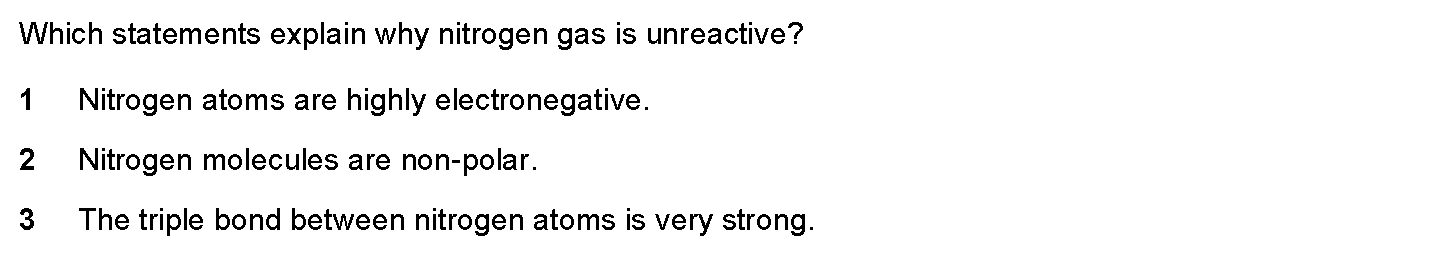 Which statements explain why nitrogen gas is unreactive?
1 Nitrogen atoms are highly electronegative.
2 Nitrogen molecules are non-polar.
3 The triple bond between nitrogen atoms is very strong.